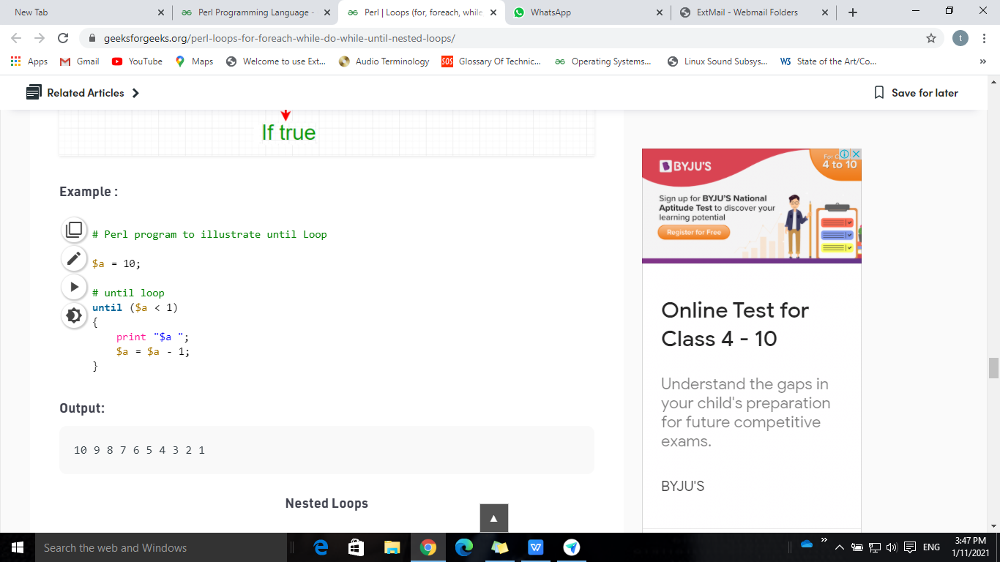 New Tab
Perl Programming Language -
Perl | Loops (for, foreach, while
WhatsApp
ExtMail - Webmail Folders
geeksforgeeks.org/perl-loops-for-foreach-while-do-while-until-nested-loops/
t
Apps
Gmail
YouTube
Maps
Welcome to use Ext...
Audio Terminology
SOS
Glossary Of Technic...
Operating Systems...
Linux Sound Subsys...
W3
State of the Art/Co...
»
Related Articles
Save for later
If true
Example :
# Perl program to illustrate until Loop
$a = 10;
# until loop
until ($a < 1)
{
    print "$a ";
    $a = $a - 1;
}
Output:
10 9 8 7 6 5 4 3 2 1
Nested Loops
BYJU'S
4 to 10
Sign up for BYJU'S National
Aptitude Test to discover your
learning potential
Register for Free
Online Test for
Class 4 - 10
Understand the gaps in
your child's preparation
for future competitive
exams.
BYJU'S
Search the web and Windows
W
ENG
3:47 PM
1/11/2021